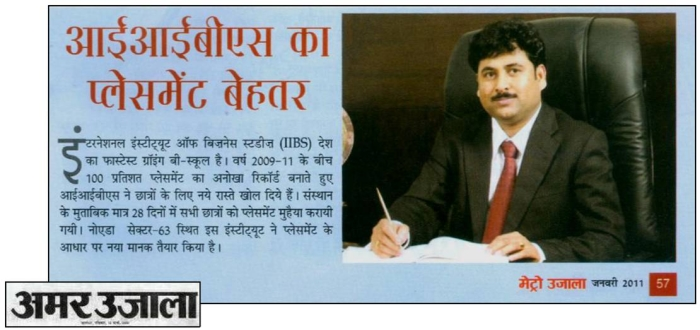 आईआईबीएस का
प्लेसमेंट बेहतर
इंटरनेशनल इंस्टीट्यूट ऑफ बिज़नेस स्टडीज़ (IIBS) देश
का फास्टेस्ट ग्रोइंग बी-स्कूल है। वर्ष 2009-11 के बीच
100 प्रतिशत प्लेसमेंट का अनोखा रिकॉर्ड बनाते हुए
आईआईबीएस ने छात्रों के लिए नये रास्ते खोल दिये हैं। संस्थान
के मुताबिक मात्र 28 दिनों में सभी छात्रों को प्लेसमेंट मुहैया करायी
गयी। नोएडा सेक्टर-63 स्थित इस इंस्टीट्यूट ने प्लेसमेंट के
आधार पर नया मानक तैयार किया है।
मेट्रो उजाला जनवरी 2011 57
अमर उजाला